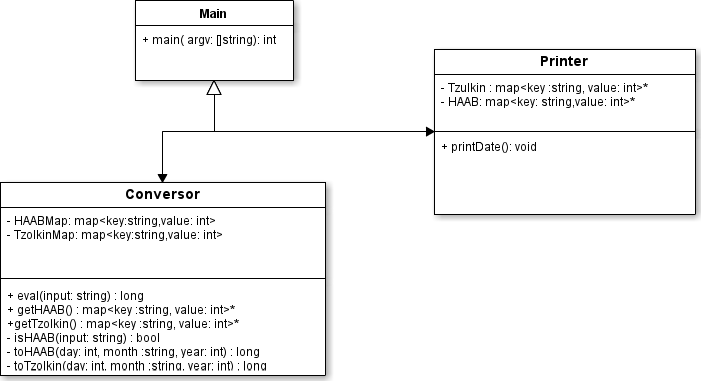 Main
+ main( argv: []string): int
Printer
- Tzulkin : map<key :string, value: int>*
- HAAB: map<key: string,value: int>*
+ printDate(): void
Conversor
- HAABMap: map<key:string,value: int>
- TzolkinMap: map<key:string,value: int>
+ eval(input: string) : long
+ getHAAB() : map<key :string, value: int>*
+getTzolkin() : map<key :string, value: int>*
- isHAAB(input: string) : bool
- toHAAB(day: int, month :string, year: int) : long
- toTzolkin(day: int, month :string, year: int) : long